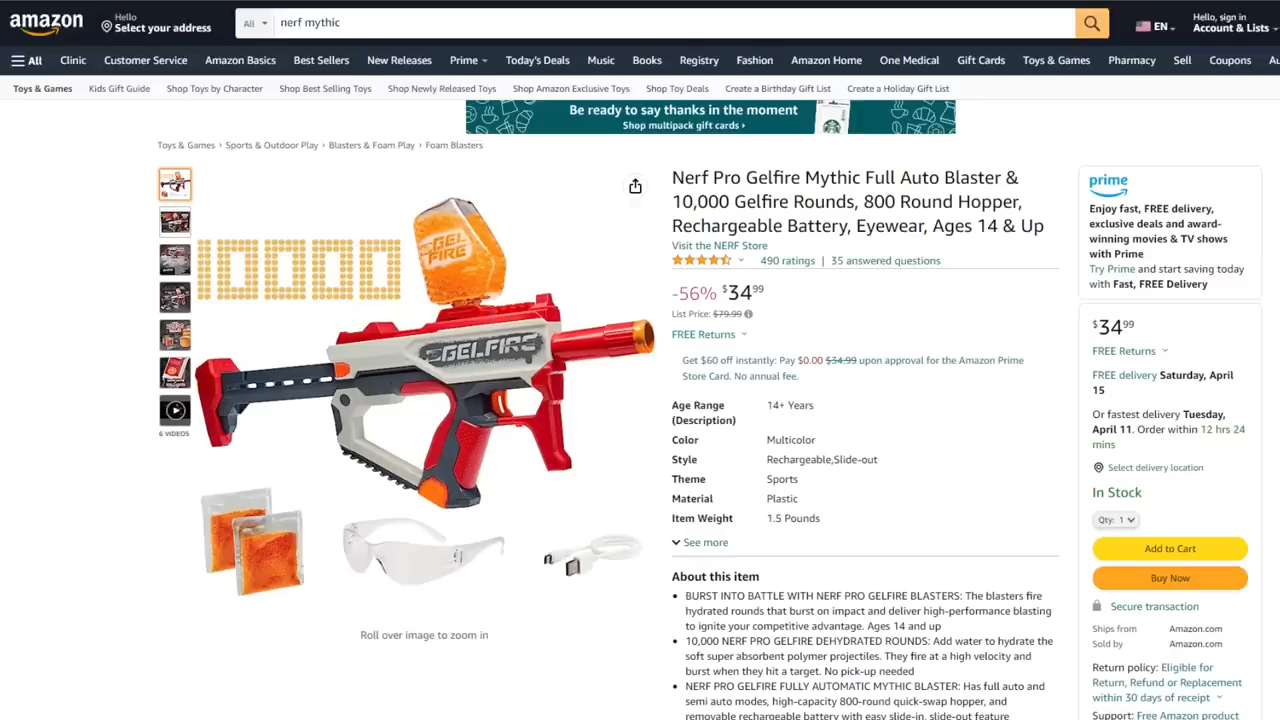 amazon
Hello
Select your address
All
nerf mythic
EN
Hello, sign in
Account & Lists
All
Clinic
Customer Service
Amazon Basics
Best Sellers
New Releases
Prime
Today's Deals
Music
Books
Registry
Fashion
Amazon Home
One Medical
Gift Cards
Toys & Games
Pharmacy
Sell
Coupons
Toys & Games
Kids Gift Guide
Shop Toys by Character
Shop Best Selling Toys
Shop Newly Released Toys
Shop Amazon Exclusive Toys
Shop Toy Deals
Create a Birthday Gift List
Create a Holiday Gift List
Be ready to say thanks in the moment
Shop multipack gift cards ›
Toys & Games › Sports & Outdoor Play › Blasters & Foam Play › Foam Blasters
10000
GEL
FIRE
GELFIRE
6 VIDEOS
Roll over image to zoom in
Nerf Pro Gelfire Mythic Full Auto Blaster &
10,000 Gelfire Rounds, 800 Round Hopper,
Rechargeable Battery, Eyewear, Ages 14 & Up
Visit the NERF Store
490 ratings | 35 answered questions
-56% $34 99
List Price: $79.99
FREE Returns
Get $60 off instantly: Pay $0.00 $34.99 upon approval for the Amazon Prime
Store Card. No annual fee.
Age Range
(Description)
14+ Years
Color Multicolor
Style Rechargeable,Slide-out
Theme Sports
Material Plastic
Item Weight 1.5 Pounds
See more
About this item
• BURST INTO BATTLE WITH NERF PRO GELFIRE BLASTERS: The blasters fire
hydrated rounds that burst on impact and deliver high-performance blasting
to ignite your competitive advantage. Ages 14 and up
• 10,000 NERF PRO GELFIRE DEHYDRATED ROUNDS: Add water to hydrate the
soft super absorbent polymer projectiles. They fire at a high velocity and
burst when they hit a target. No pick-up needed
• NERF PRO GELFIRE FULLY AUTOMATIC MYTHIC BLASTER: Has full auto and
semi auto modes, high-capacity 800-round quick-swap hopper, and
removable rechargeable battery with easy slide-in, slide-out feature
prime
Enjoy fast, FREE delivery,
exclusive deals and award-
winning movies & TV shows
with Prime
Try Prime and start saving today
with Fast, FREE Delivery
$34 99
FREE Returns
FREE delivery Saturday, April
15
Or fastest delivery Tuesday,
April 11. Order within 12 hrs 24
mins
Select delivery location
In Stock
Qty: 1
Add to Cart
Buy Now
Secure transaction
Ships from Amazon.com
Sold by Amazon.com
Return policy: Eligible for
Return, Refund or Replacement
within 30 days of receipt
Support: Free Amazon product